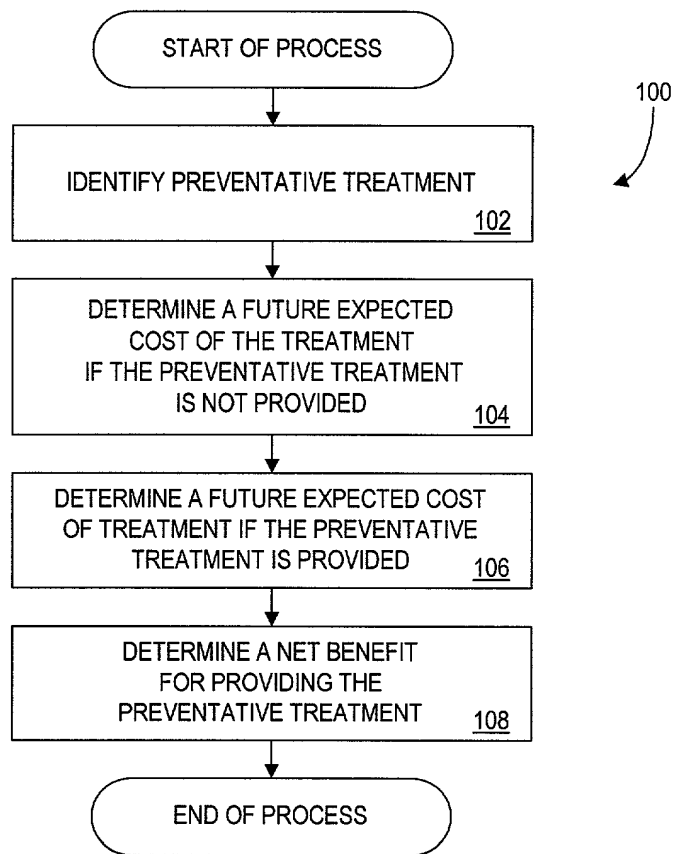 START OF PROCESS
100
IDENTIFY PREVENTATIVE TREATMENT
102
DETERMINE A FUTURE EXPECTED
COST OF THE TREATMENT
IF THE PREVENTATIVE TREATMENT
IS NOT PROVIDED
104
DETERMINE A FUTURE EXPECTED COST
OF TREATMENT IF THE PREVENTATIVE
TREATMENT IS PROVIDED
106
DETERMINE A NET BENEFIT
FOR PROVIDING THE
PREVENTATIVE TREATMENT
108
END OF PROCESS